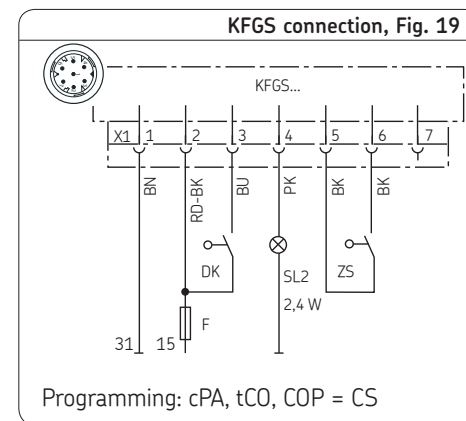 KFGS connection, Fig. 19
KFGS...
X1 1 2 3 4 5 6 7
BN RD-BK BU PK BK BK
DK SL2 ZS
2,4 W
F
31 15
Programming: cPA, tCO, COP = CS